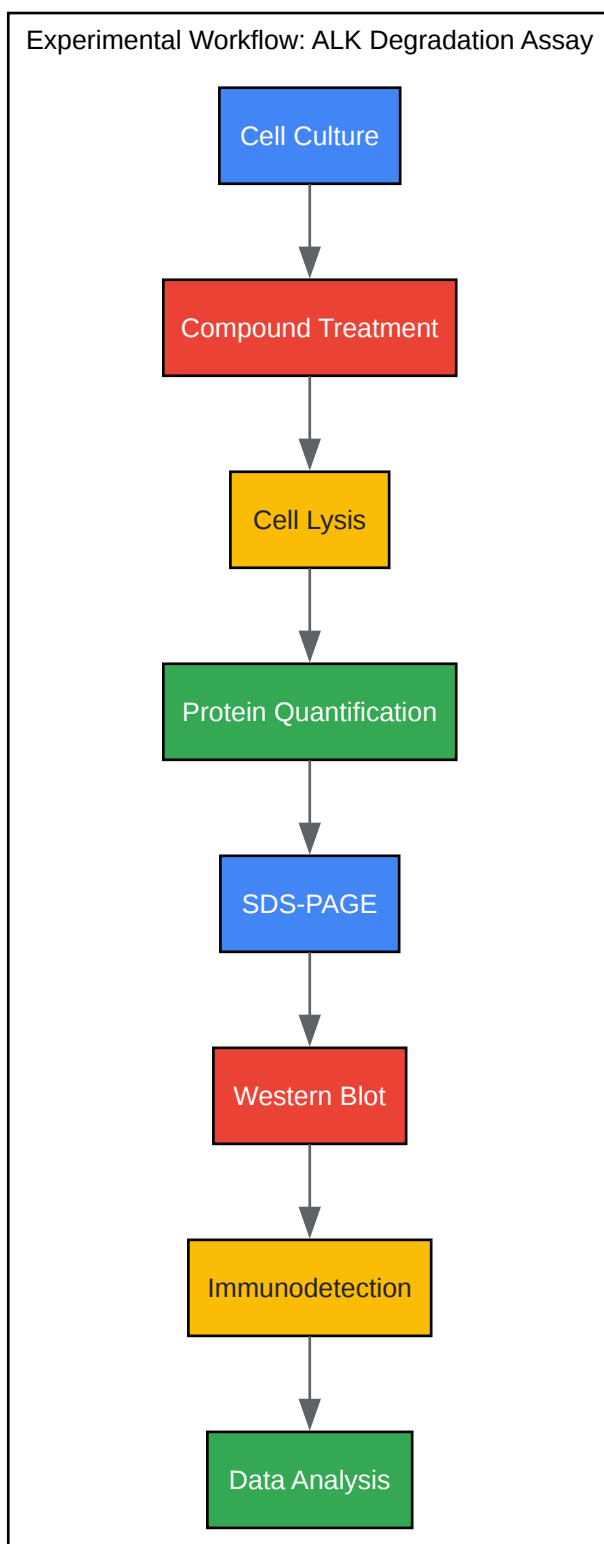 Experimental Workflow: ALK Degradation Assay
Cell Culture
Compound Treatment
Cell Lysis
Protein Quantification
SDS-PAGE
Western Blot
Immunodetection
Data Analysis